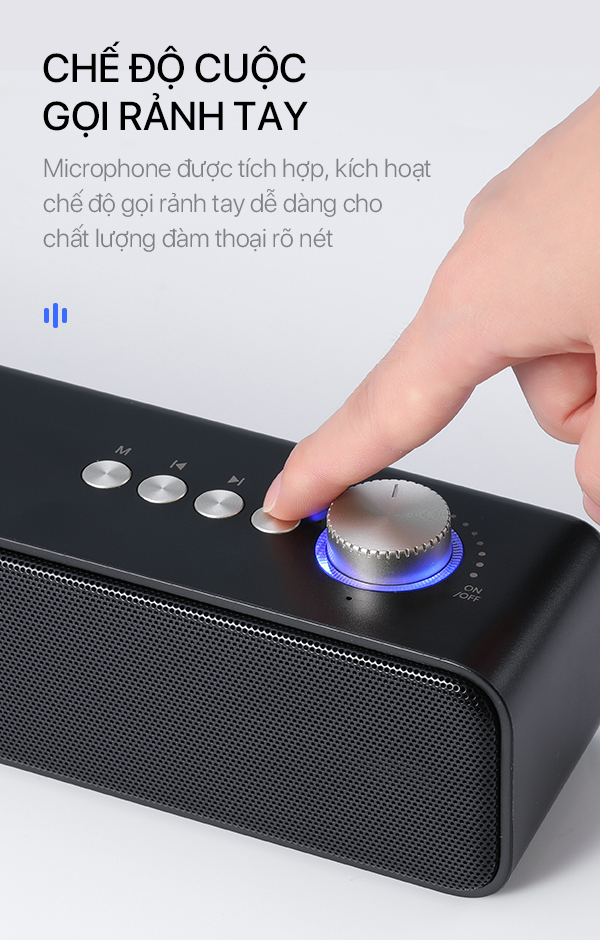 CHẾ ĐỘ CUỘC
GỌI RẢNH TAY
Microphone được tích hợp, kích hoạt
chế độ gọi rảnh tay dễ dàng cho
chất lượng đàm thoại rõ nét
M
ON
/OFF